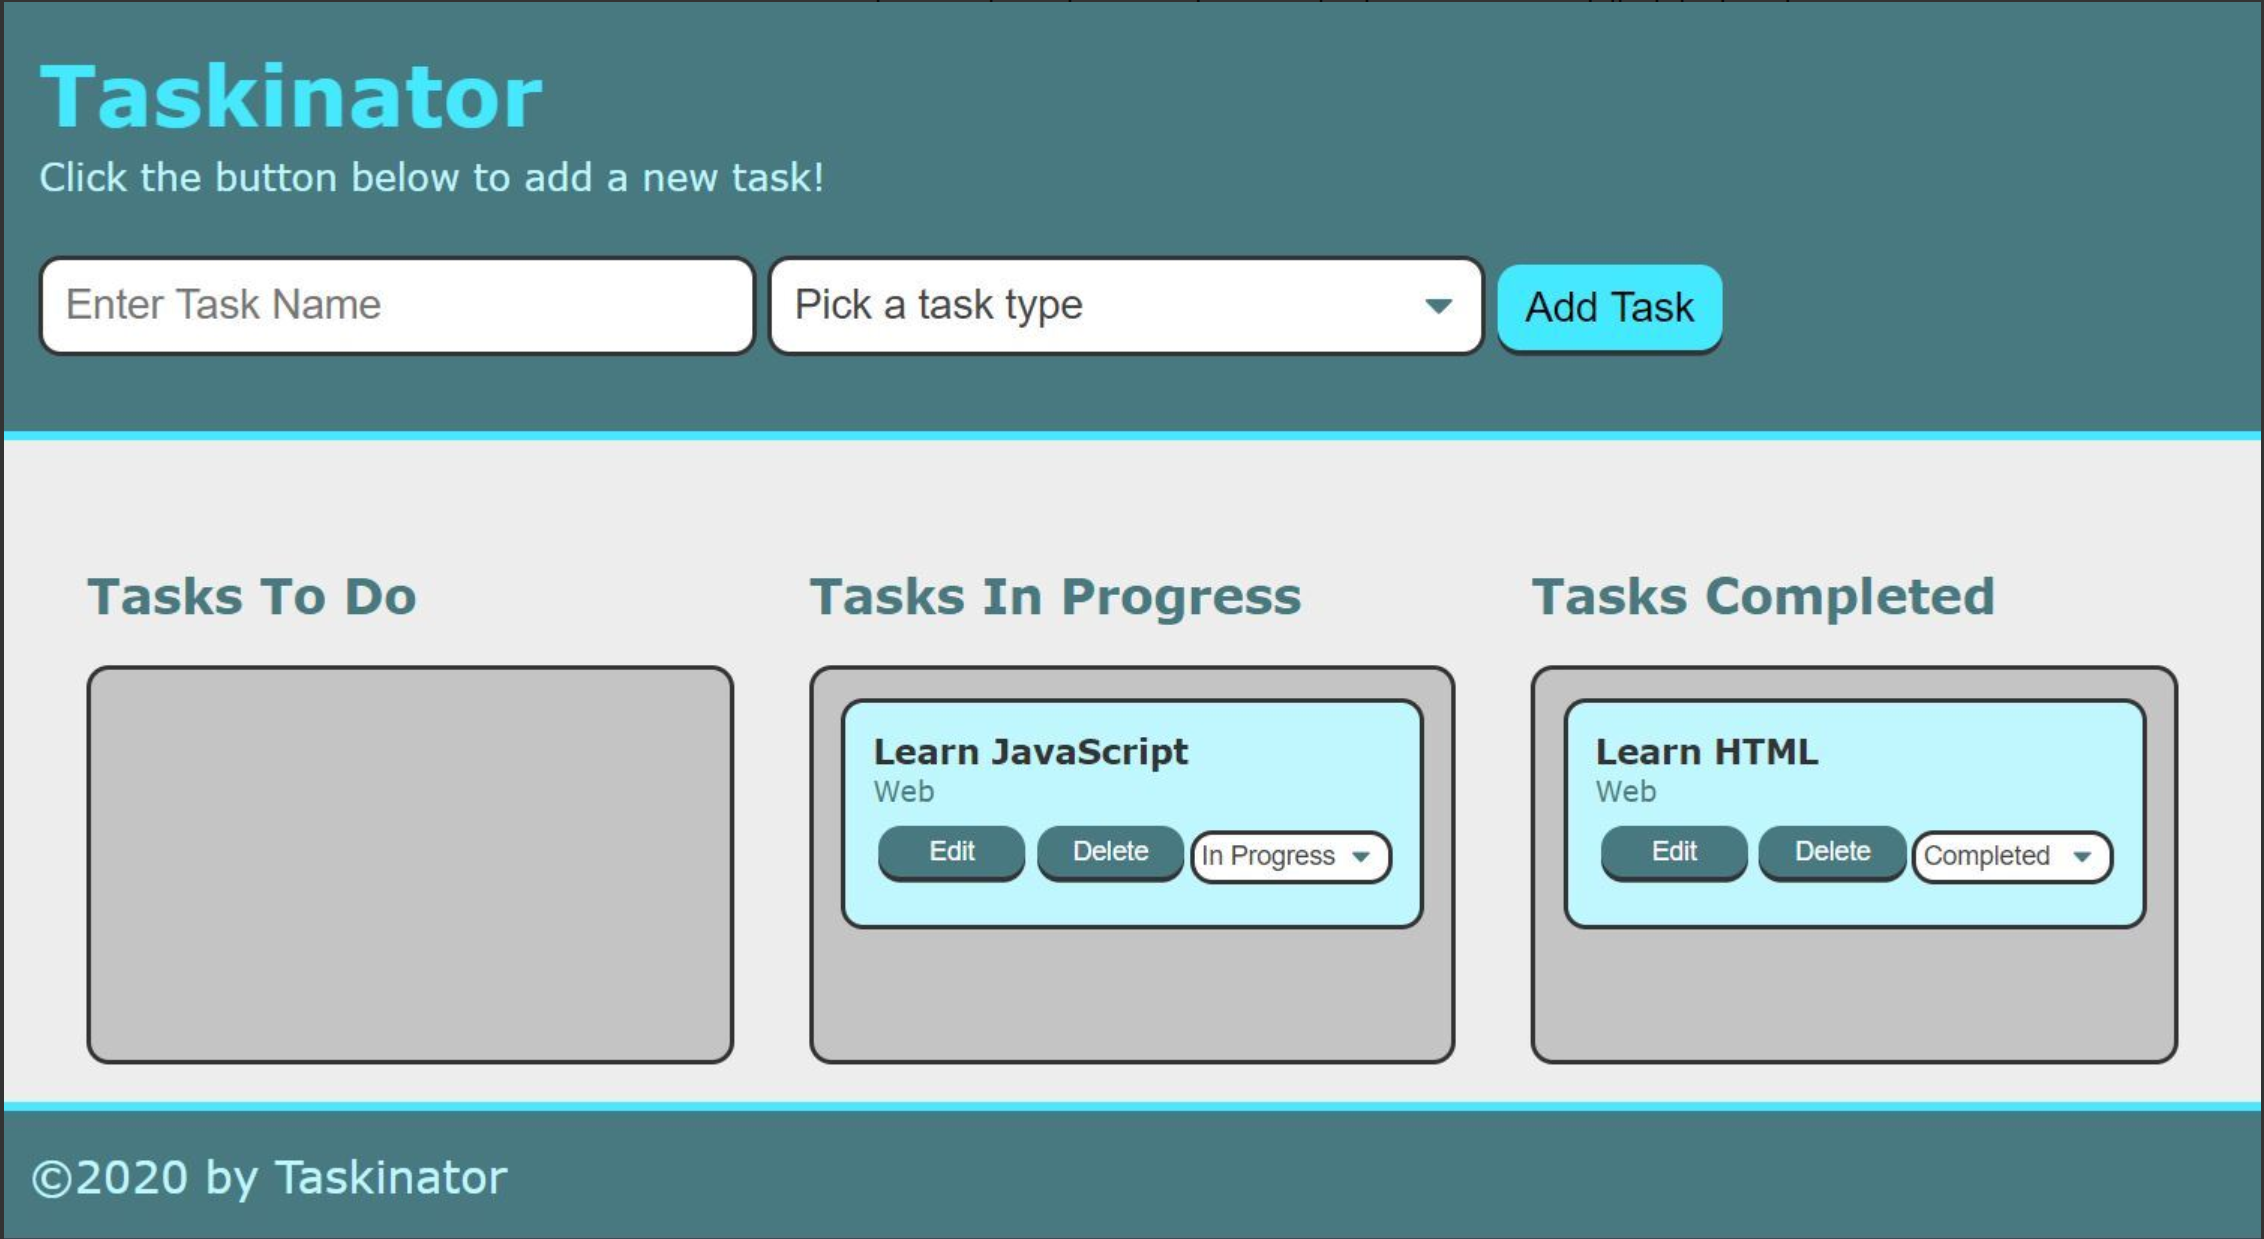 Taskinator
Click the button below to add a new task!
Enter Task Name
Pick a task type
Add Task
Tasks To Do
Tasks In Progress
Learn JavaScript
Web
Edit
Delete
In Progress
Tasks Completed
Learn HTML
Web
Edit
Delete
Completed
©2020 by Taskinator